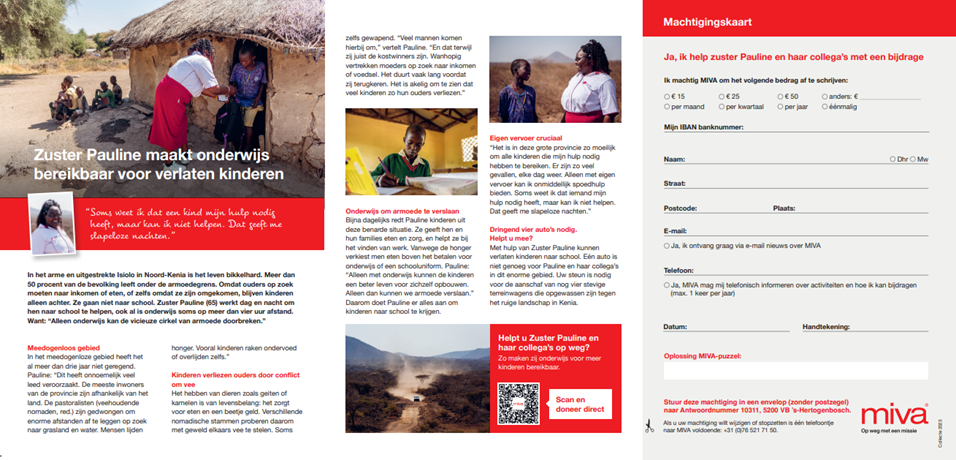 Zuster Pauline maakt onderwijs
bereikbaar voor verlaten kinderen
“Soms weet ik dat een kind mijn hulp nodig
heeft, maar kan ik niet helpen. Dat geeft me
slapeloze nachten.”
In het arme en uitgestrekte Isiolo in Noord-Kenia is het leven bikkelhard. Meer dan
50 procent van de bevolking leeft onder de armoedegrens. Omdat ouders op zoek
moeten naar inkomen of eten, of zelfs omdat ze zijn omgekomen, blijven kinderen
alleen achter. Ze gaan niet naar school. Zuster Pauline (65) werkt dag en nacht om
hen naar school te helpen, ook al is onderwijs soms op meer dan vier uur afstand.
Want: “Alleen onderwijs kan de vicieuze cirkel van armoede doorbreken.”
Meedogenloos gebied
In het meedogenloze gebied heeft het
al meer dan drie jaar niet geregend.
Pauline: “Dit heeft onnoemelijk veel
leed veroorzaakt. De meeste inwoners
van de provincie zijn afhankelijk van het
land. De pastoralisten (veehoudende
nomaden, red.) zijn gedwongen om
enorme afstanden af te leggen op zoek
naar grasland en water. Mensen lijden
honger. Vooral kinderen raken ondervoed
of overlijden zelfs.”
Kinderen verliezen ouders door conflict
om vee
Het hebben van dieren zoals geiten of
kamelen is van levensbelang: het zorgt
voor eten en een beetje geld. Verschillende
nomadische stammen proberen daarom
met geweld elkaars vee te stelen. Soms
zelfs gewapend. “Veel mannen komen
hierbij om,” vertelt Pauline. “En dat terwijl
zij juist de kostwinners zijn. Wanhopig
vertrekken moeders op zoek naar inkomen
of voedsel. Het duurt vaak lang voordat
zij terugkeren. Het is akelig om te zien dat
veel kinderen zo hun ouders verliezen.”
Onderwijs om armoede te verslaan
Bijna dagelijks redt Pauline kinderen uit
deze benarde situatie. Ze geeft hen en
hun families eten en zorg, en helpt ze bij
het vinden van werk. Vanwege de honger
verkiest men eten boven het betalen voor
onderwijs of een schooluniform. Pauline:
“Alleen met onderwijs kunnen de kinderen
een beter leven voor zichzelf opbouwen.
Alleen dan kunnen we armoede verslaan.”
Daarom doet Pauline er alles aan om
kinderen naar school te krijgen.
Eigen vervoer cruciaal
“Het is in deze grote provincie zo moeilijk
om alle kinderen die mijn hulp nodig
hebben te bereiken. Er zijn zo veel
gevallen, elke dag weer. Alleen met eigen
vervoer kan ik onmiddellijk spoedhulp
bieden. Soms weet ik dat iemand mijn
hulp nodig heeft, maar kan ik niet helpen.
Dat geeft me slapeloze nachten.”
Dringend vier auto’s nodig.
Helpt u mee?
Met hulp van Zuster Pauline kunnen
verlaten kinderen naar school. Eén auto is
niet genoeg voor Pauline en haar collega’s
in dit enorme gebied. Uw steun is nodig
voor de aanschaf van nog vier stevige
terreinwagens die opgewassen zijn tegen
het ruige landschap in Kenia.
Helpt u Zuster Pauline en
haar collega’s op weg?
Zo maken zij onderwijs voor meer
kinderen bereikbaar.
Scan en
doneer direct
Machtigingskaart
Ja, ik help zuster Pauline en haar collega’s met een bijdrage
Ik machtig MIVA om het volgende bedrag af te schrijven:
€ 15 € 25 € 50 anders: €
per maand per kwartaal per jaar éénmalig
Mijn IBAN banknummer:
Naam: Dhr Mw
Straat:
Postcode: Plaats:
E-mail:
Ja, ik ontvang graag via e-mail nieuws over MIVA
Telefoon:
Ja, MIVA mag mij telefonisch informeren over activiteiten en hoe ik kan bijdragen
(max. 1 keer per jaar)
Datum: Handtekening:
Oplossing MIVA-puzzel:
Stuur deze machtiging in een envelop (zonder postzegel)
naar Antwoordnummer 10311, 5200 VB ’s-Hertogenbosch.
Als u uw machtiging wilt wijzigen of stopzetten is één telefoontje
naar MIVA voldoende: +31 (0)76 521 71 50.
miva
Op weg met een missie
Collecte 2023